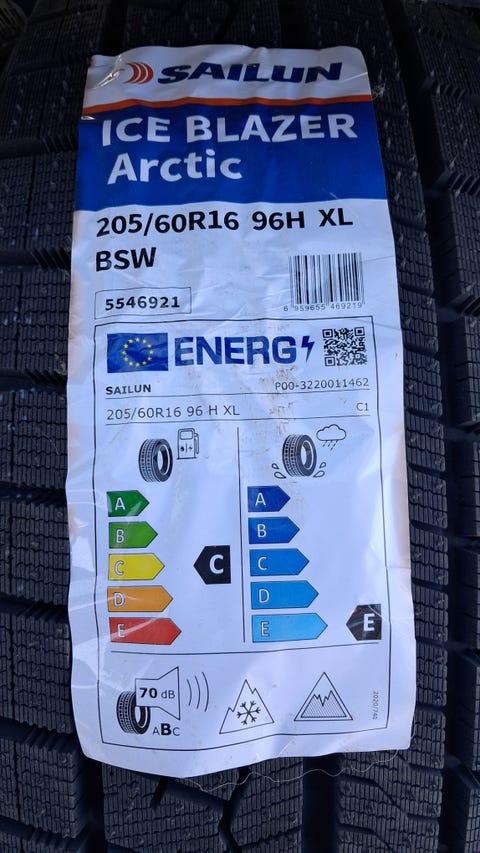 SAILUN
ICE BLAZER
Arctic
205/60R16 96H XL
BSW
5546921
6 959655 469219
ENERG
SAILUN P00-3220011462
205/60R16 96 H XL C1
A A
B B
C C C
D D
E E E
70 dB
ABC
2020/740